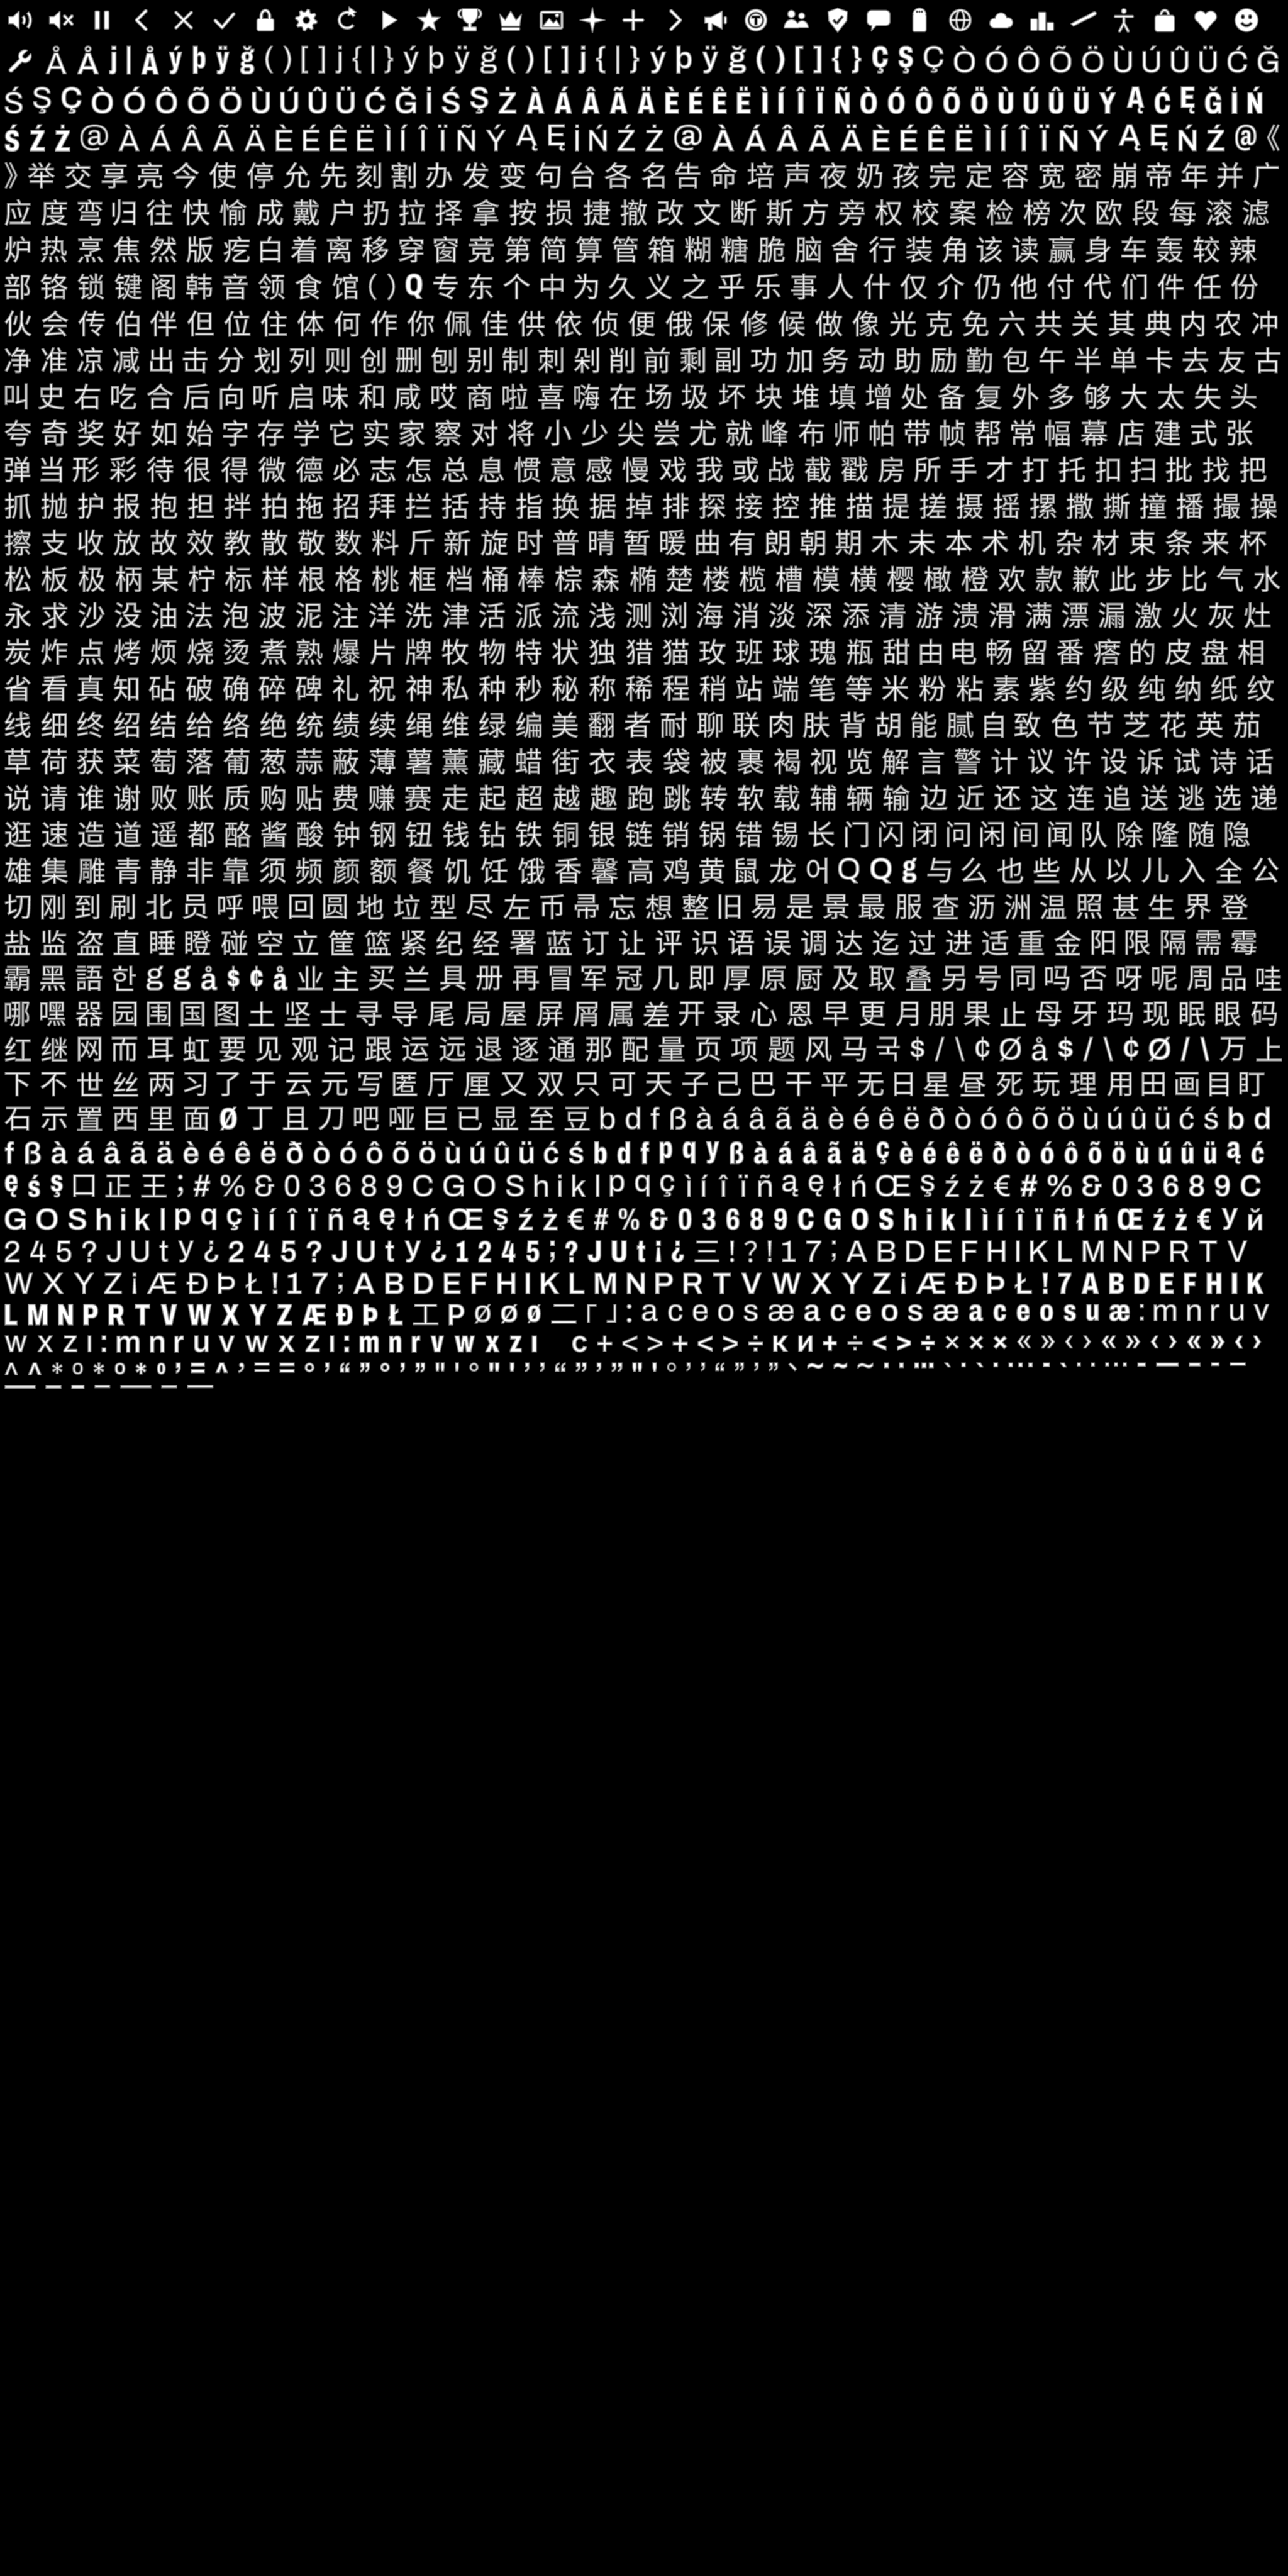 Å Å j | Å ý þ ÿ ğ ( ) [ ] j { | } ý þ ÿ ğ ( ) [ ] j { | } ý þ ÿ ğ ( ) [ ] { } Ç Ş Ç Ò Ó Ô Õ Ö Ù Ú Û Ü Ć Ğ
Ś Ş Ç Ò Ó Ô Õ Ö Ù Ú Û Ü Ć Ğ İ Ś Ş Ż À Á Â Ã Ä È É Ê Ë Ì Í Î Ï Ñ Ò Ó Ô Õ Ö Ù Ú Û Ü Ý Ą Ć Ę Ğ İ Ń
Ś Ź Ż @ À Á Â Ã Ä È É Ê Ë Ì Í Î Ï Ñ Ý Ą Ę İ Ń Ź Ż @ À Á Â Ã Ä È É Ê Ë Ì Í Î Ï Ñ Ý Ą Ę Ń Ź @ 《
》 举 交 享 亮 今 使 停 允 先 刻 割 办 发 变 句 台 各 名 告 命 培 声 夜 奶 孩 完 定 容 宽 密 崩 帝 年 并 广
应 度 弯 归 往 快 愉 成 戴 户 扔 拉 择 拿 按 损 捷 撤 改 文 断 斯 方 旁 权 校 案 检 榜 次 欧 段 每 滚 滤
炉 热 烹 焦 然 版 疙 白 着 离 移 穿 窗 竞 第 简 算 管 箱 糊 糖 脆 脑 舍 行 装 角 该 读 赢 身 车 轰 较 辣
部 铬 锁 键 阁 韩 音 领 食 馆 ( ) Q 专 东 个 中 为 久 义 之 乎 乐 事 人 什 仅 介 仍 他 付 代 们 件 任 份
伙 会 传 伯 伴 但 位 住 体 何 作 你 佩 佳 供 依 侦 便 俄 保 修 候 做 像 光 克 免 六 共 关 其 典 内 农 冲
净 准 凉 减 出 击 分 划 列 则 创 删 刨 别 制 刺 剁 削 前 剩 副 功 加 务 动 助 励 勤 包 午 半 单 卡 去 友 古
叫 史 右 吃 合 后 向 听 启 味 和 咸 哎 商 啦 喜 嗨 在 场 圾 坏 块 堆 填 增 处 备 复 外 多 够 大 太 失 头
夸 奇 奖 好 如 始 字 存 学 它 实 家 察 对 将 小 少 尖 尝 尤 就 峰 布 师 帕 带 帧 帮 常 幅 幕 店 建 式 张
弹 当 形 彩 待 很 得 微 德 必 志 怎 总 息 惯 意 感 慢 戏 我 或 战 截 戳 房 所 手 才 打 托 扣 扫 批 找 把
抓 抛 护 报 抱 担 拌 拍 拖 招 拜 拦 括 持 指 换 据 掉 排 探 接 控 推 描 提 搓 摄 摇 摞 撒 撕 撞 播 撮 操
擦 支 收 放 故 效 教 散 敬 数 料 斤 新 旋 时 普 晴 暂 暖 曲 有 朗 朝 期 木 未 本 术 机 杂 材 束 条 来 杯
松 板 极 柄 某 柠 标 样 根 格 桃 框 档 桶 棒 棕 森 椭 楚 楼 榄 槽 模 横 樱 橄 橙 欢 款 歉 此 步 比 气 水
永 求 沙 没 油 法 泡 波 泥 注 洋 洗 津 活 派 流 浅 测 浏 海 消 淡 深 添 清 游 溃 滑 满 漂 漏 激 火 灰 灶
炭 炸 点 烤 烦 烧 烫 煮 熟 爆 片 牌 牧 物 特 状 独 猎 猫 玫 班 球 瑰 瓶 甜 由 电 畅 留 番 瘩 的 皮 盘 相
省 看 真 知 砧 破 确 碎 碑 礼 祝 神 私 种 秒 秘 称 稀 程 稍 站 端 笔 等 米 粉 粘 素 紫 约 级 纯 纳 纸 纹
线 细 终 绍 结 给 络 绝 统 绩 续 绳 维 绿 编 美 翻 者 耐 聊 联 肉 肤 背 胡 能 腻 自 致 色 节 芝 花 英 茄
草 荷 获 菜 萄 落 葡 葱 蒜 蔽 薄 薯 薰 藏 蜡 街 衣 表 袋 被 裹 褐 视 览 解 言 警 计 议 许 设 诉 试 诗 话
说 请 谁 谢 败 账 质 购 贴 费 赚 赛 走 起 超 越 趣 跑 跳 转 软 载 辅 辆 输 边 近 还 这 连 追 送 逃 选 递
逛 速 造 道 遥 都 酪 酱 酸 钟 钢 钮 钱 钻 铁 铜 银 链 销 锅 错 锡 长 门 闪 闭 问 闲 间 闻 队 除 隆 随 隐
雄 集 雕 青 静 非 靠 须 频 颜 额 餐 饥 饪 饿 香 馨 高 鸡 黄 鼠 龙 어 Q Q g 与 么 也 些 从 以 儿 入 全 公
切 刚 到 刷 北 员 呼 喂 回 圆 地 垃 型 尽 左 币 帚 忘 想 整 旧 易 是 景 最 服 查 沥 洲 温 照 甚 生 界 登
盐 监 盗 直 睡 瞪 碰 空 立 筐 篮 紧 纪 经 署 蓝 订 让 评 识 语 误 调 达 迄 过 进 适 重 金 阳 限 隔 需 霉
霸 黑 語 한 g g å $ ¢ å 业 主 买 兰 具 册 再 冒 军 冠 几 即 厚 原 厨 及 取 叠 另 号 同 吗 否 呀 呢 周 品 哇
哪 嘿 器 园 围 国 图 土 坚 士 寻 导 尾 局 屋 屏 屑 属 差 开 录 心 恩 早 更 月 朋 果 止 母 牙 玛 现 眠 眼 码
红 继 网 而 耳 虹 要 见 观 记 跟 运 远 退 逐 通 那 配 量 页 项 题 风 马 국 $ / \ ¢ Ø å $ / \ ¢ Ø / \ 万 上
下 不 世 丝 两 习 了 于 云 元 写 匿 厅 厘 又 双 只 可 天 子 己 巴 干 平 无 日 星 昼 死 玩 理 用 田 画 目 盯
石 示 置 西 里 面 Ø 丁 且 刀 吧 哑 巨 已 显 至 豆 b d f ß à á â ã ä è é ê ë ð ò ó ô õ ö ù ú û ü ć ś b d
f ß à á â ã ä è é ê ë ð ò ó ô õ ö ù ú û ü ć ś b d f p q y ß à á â ã ä ç è é ê ë ð ò ó ô õ ö ù ú û ü ą ć
ę ś ş 口 正 王 ; # % & 0 3 6 8 9 C G O S h i k l p q ç ì í î ï ñ ą ę ł ń Œ ş ź ż € # % & 0 3 6 8 9 C
G O S h i k l p q ç ì í î ï ñ ą ę ł ń Œ ş ź ż € # % & 0 3 6 8 9 C G O S h i k l ì í î ï ñ ł ń Œ ź ż € y й
2 4 5 ? J U t y ¿ 2 4 5 ? J U t y ¿ 1 2 4 5 ; ? J U t ¡ ¿ 三 ! ? ! 1 7 ; A B D E F H I K L M N P R T V
W X Y Z ¡ Æ Ð Þ Ł ! 1 7 ; A B D E F H I K L M N P R T V W X Y Z ¡ Æ Ð Þ Ł ! 7 A B D E F H I K
L M N P R T V W X Y Z Æ Ð Þ Ł 工 Р ø ø ø 二 「 」 : a c e o s æ a c e o s æ a c e o s u æ : m n r u v
w x z ı : m n r u v w x z ı : m n r v w x z ı с + < > + < > ÷ к и + ÷ < > ÷ × × × « » ‹ › « » ‹ › « » ‹ ›